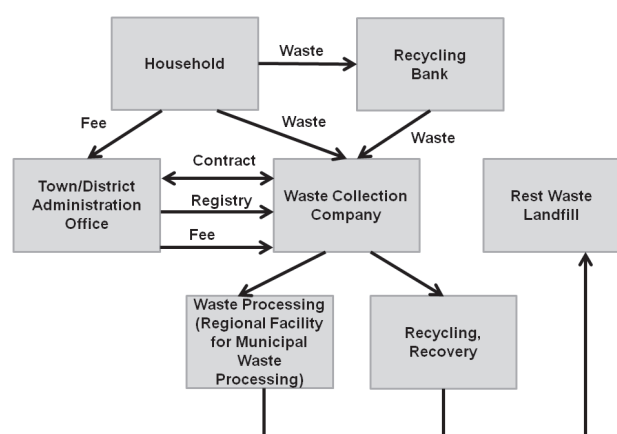 Household
Waste
Recycling
Bank
Fee
Waste
Waste
Town/District
Administration
Office
Contract
Registry
Fee
Waste Collection
Company
Rest Waste
Landfill
Waste Processing
(Regional Facility
for Municipal
Waste
Processing)
Recycling,
Recovery